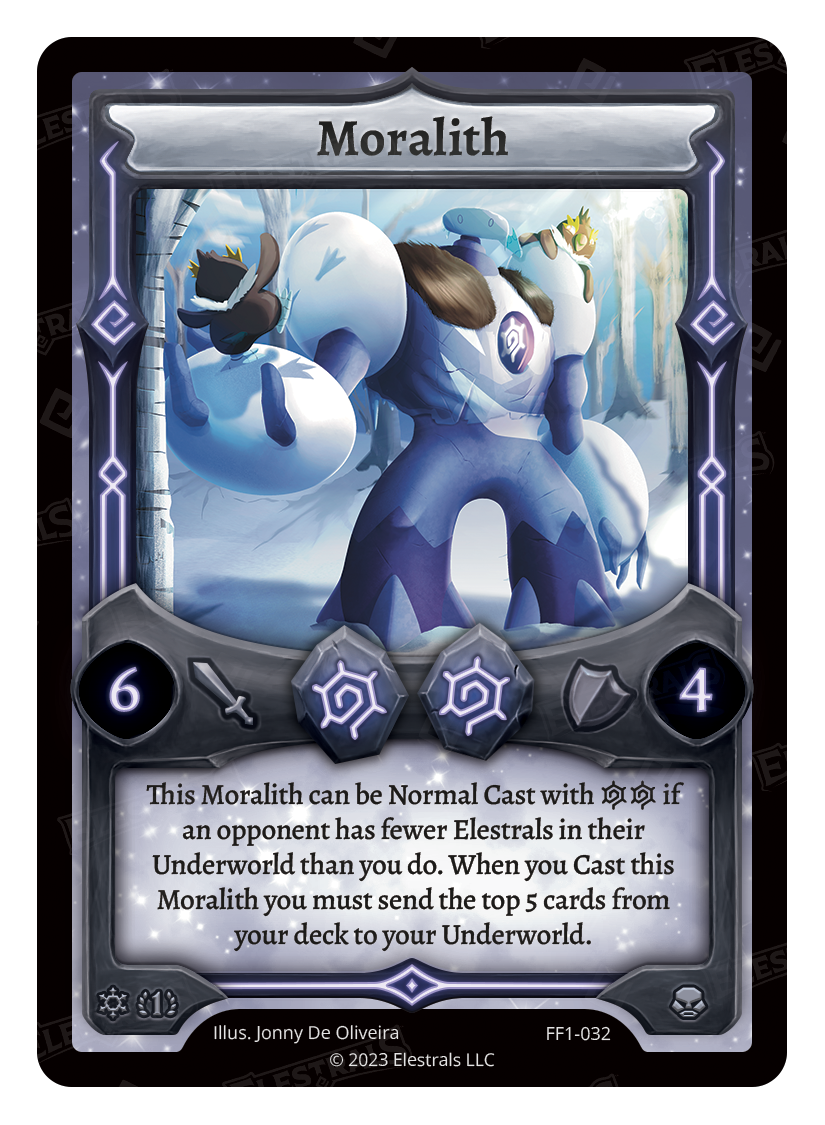 Moralith
6
4
This Moralith can be Normal Cast with if
an opponent has fewer Elestrals in their
Underworld than you do. When you Cast this
Moralith you must send the top 5 cards from
your deck to your Underworld.
1
Illus. Jonny De Oliveira
FF1-032
© 2023 Elestrals LLC